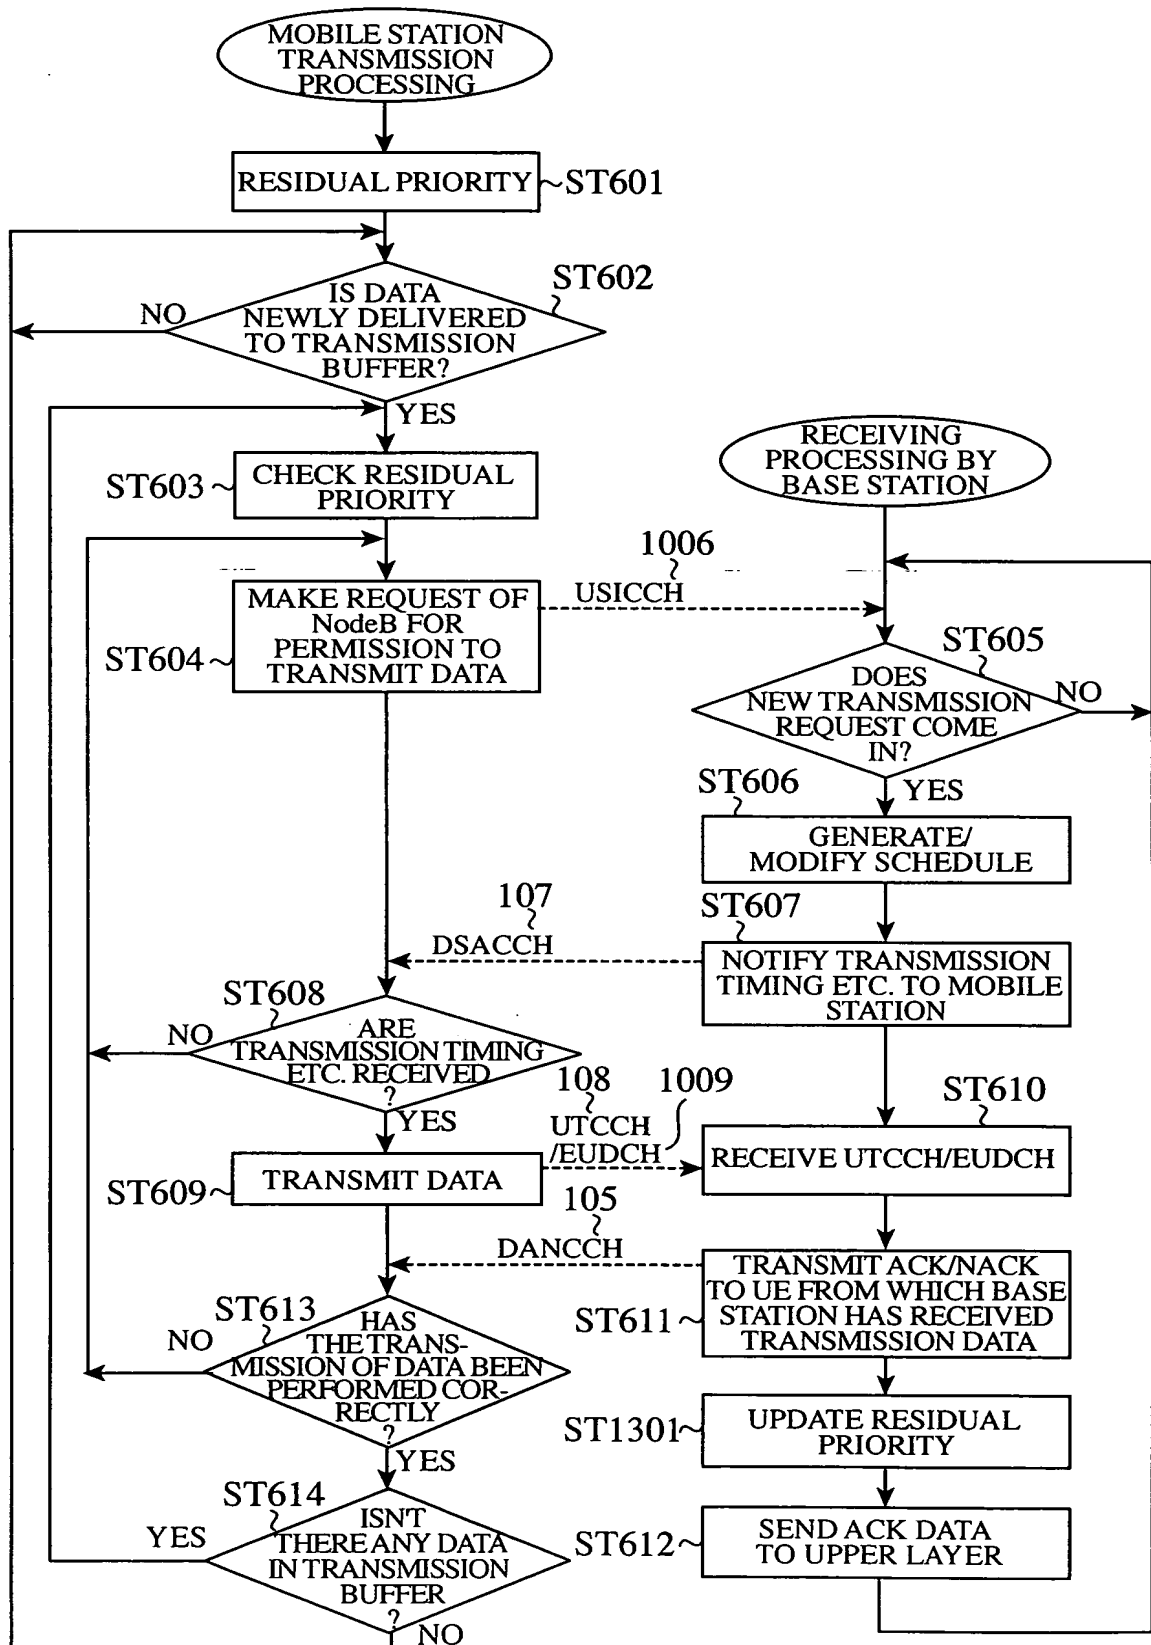 MOBILE STATION
TRANSMISSION
PROCESSING
RESIDUAL PRIORITY
ST601
ST602
NO
IS DATA
NEWLY DELIVERED
TO TRANSMISSION
BUFFER?
YES
ST603
CHECK RESIDUAL
PRIORITY
RECEIVING
PROCESSING BY
BASE STATION
1006
USICCH
MAKE REQUEST OF
NodeB FOR
PERMISSION TO
TRANSMIT DATA
ST604
ST605
DOES
NEW TRANSMISSION
REQUEST COME
IN?
NO
YES
ST606
GENERATE/
MODIFY SCHEDULE
107
DSACCH
ST607
NOTIFY TRANSMISSION
TIMING ETC. TO MOBILE
STATION
ST608
NO
ARE
TRANSMISSION TIMING
ETC. RECEIVED
?
YES
108
UTCCH
/EUDCH
1009
ST610
RECEIVE UTCCH/EUDCH
TRANSMIT DATA
ST609
105
DANCCH
TRANSMIT ACK/NACK
TO UE FROM WHICH BASE
STATION HAS RECEIVED
TRANSMISSION DATA
ST611
ST613
NO
HAS
THE TRANS-
MISSION OF DATA BEEN
PERFORMED COR-
RECTLY
?
YES
ST1301
UPDATE RESIDUAL
PRIORITY
ST614
YES
ISNT
THERE ANY DATA
IN TRANSMISSION
BUFFER
?
NO
ST612
SEND ACK DATA
TO UPPER LAYER